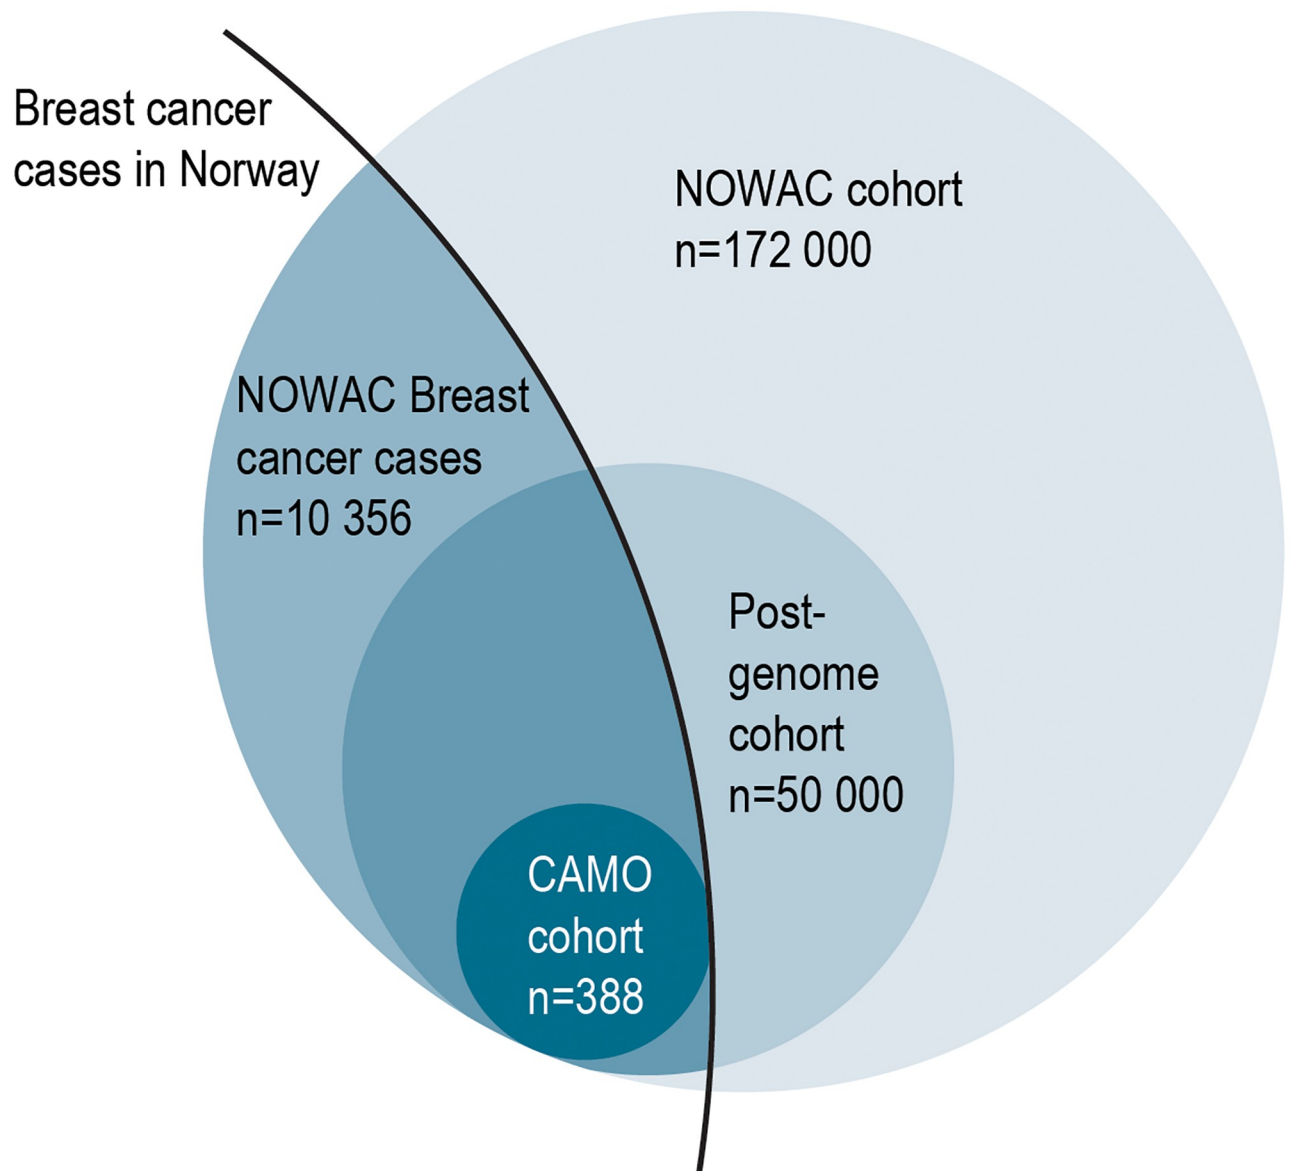 Breast cancer
cases in Norway
NOWAC cohort
n=172 000
NOWAC Breast
cancer cases
n=10 356
Post-
genome
cohort
n=50 000
CAMO
cohort
n=388